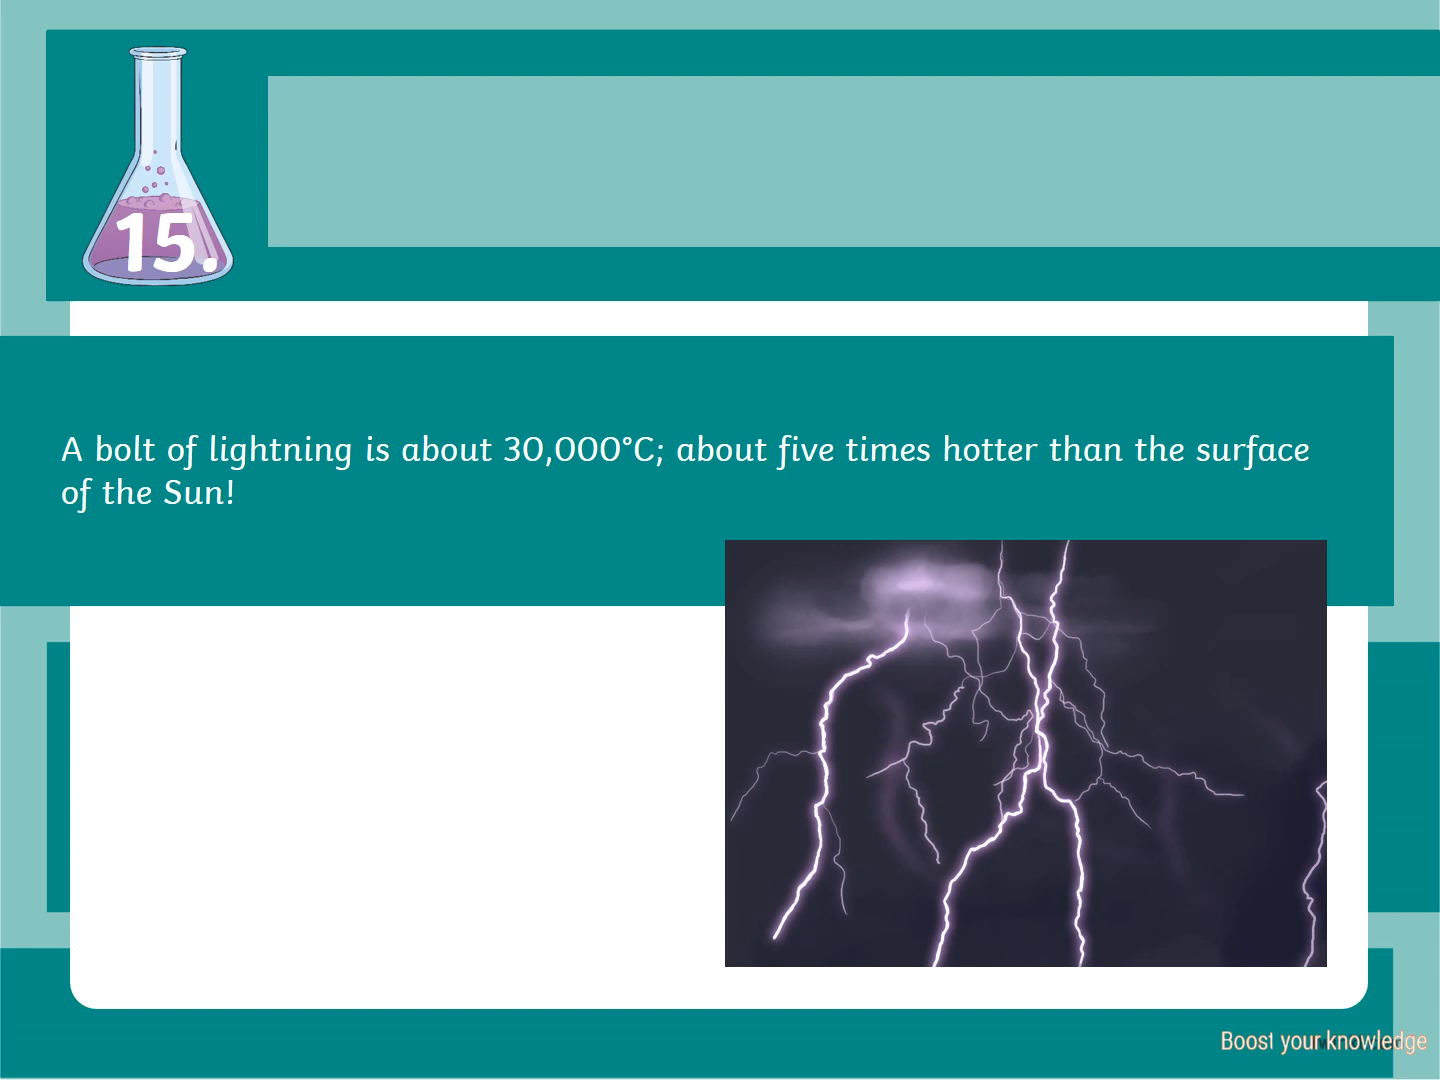 15.
A bolt of lightning is about 30,000°C; about five times hotter than the surface
of the Sun!
Boost your knowledge